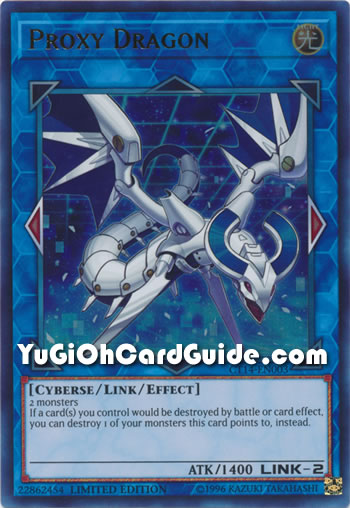 PROXY DRAGON
LIGHT
光
YuGiOhCardGuide.com
[CYBERSE/LINK/EFFECT]
2 monsters
If a card(s) you control would be destroyed by battle or card effect,
you can destroy 1 of your monsters this card points to, instead.
ATK/1400 LINK-2
22862454 LIMITED EDITION ©1996 KAZUKI TAKAHASHI